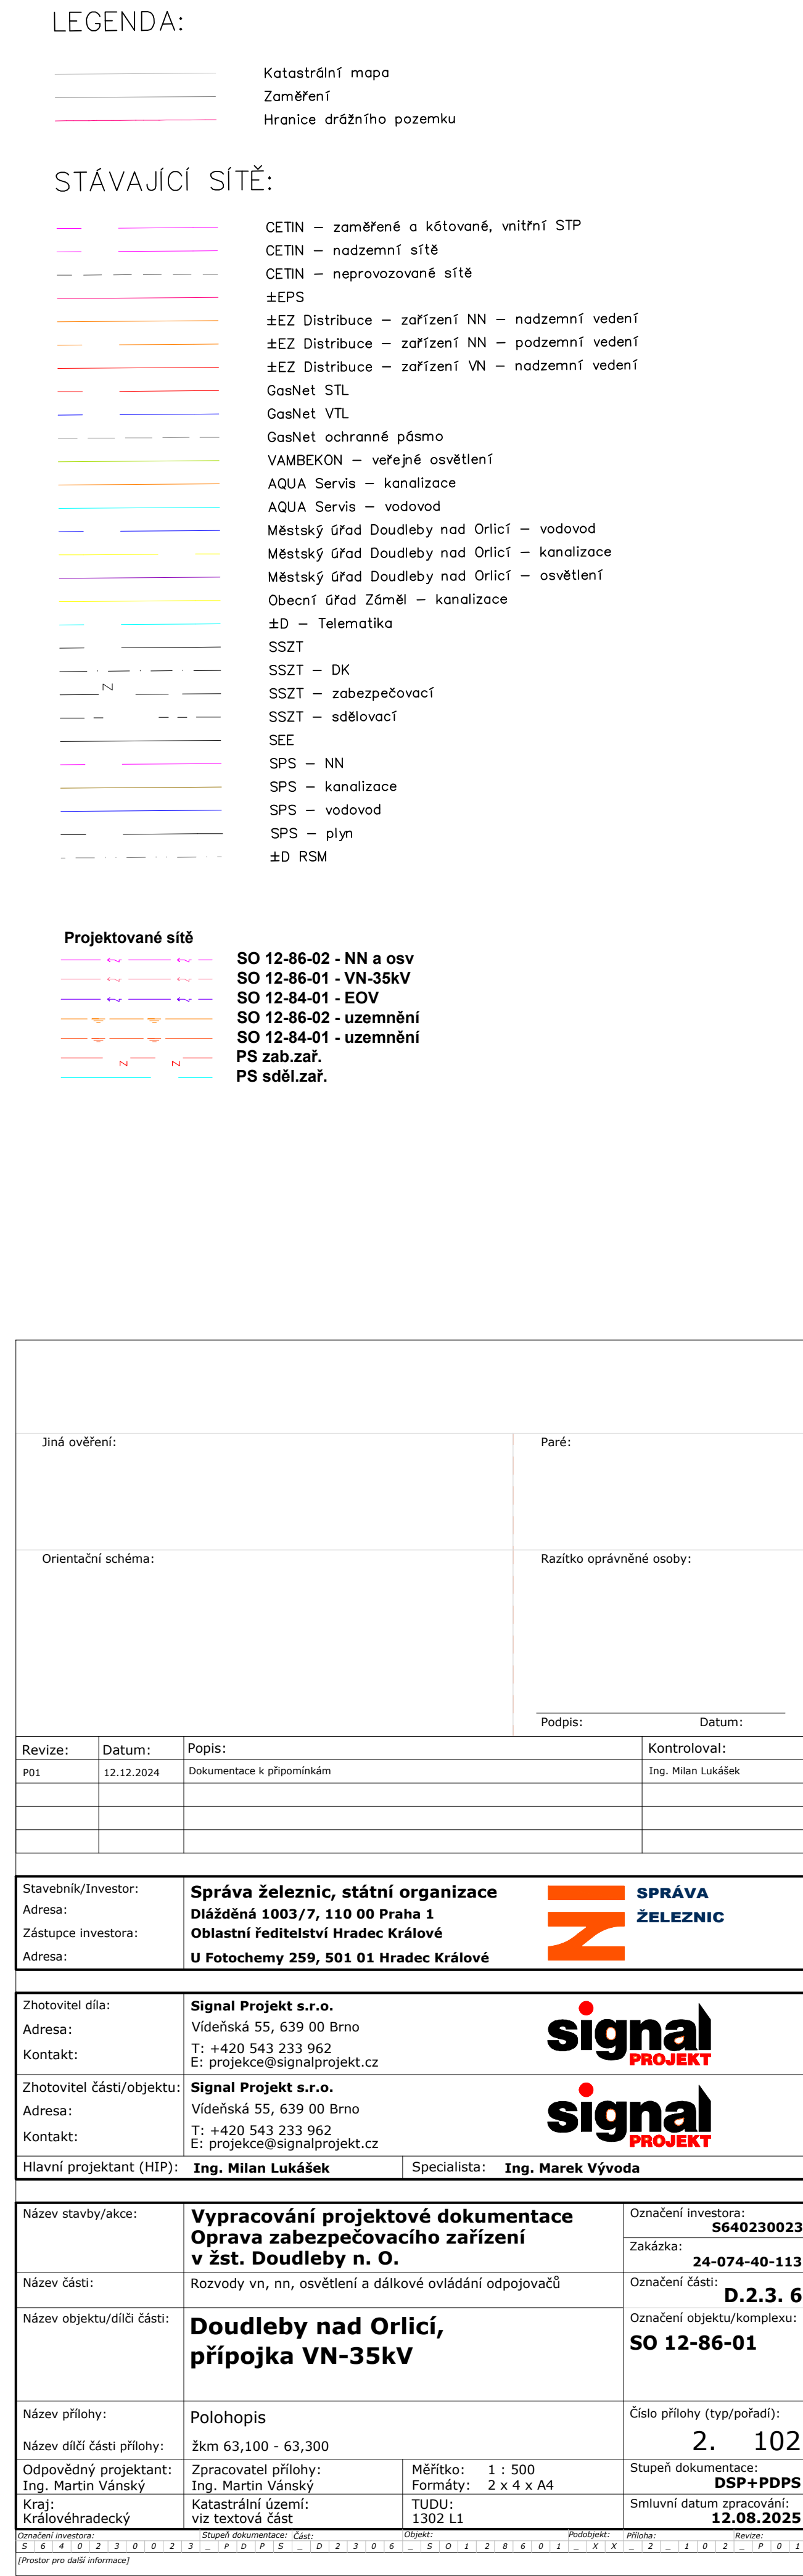 LEGENDA:
Katastrální mapa
Zaměření
Hranice drážního pozemku
STÁVAJÍCÍ SÍTĚ:
CETIN – zaměřené a kótované, vnitřní STP
CETIN – nadzemní sítě
CETIN – neprovozované sítě
±EPS
±EZ Distribuce – zařízení NN – nadzemní vedení
±EZ Distribuce – zařízení NN – podzemní vedení
±EZ Distribuce – zařízení VN – nadzemní vedení
GasNet STL
GasNet VTL
GasNet ochranné pásmo
VAMBEKON – veřejné osvětlení
AQUA Servis – kanalizace
AQUA Servis – vodovod
Městský úřad Doudleby nad Orlicí – vodovod
Městský úřad Doudleby nad Orlicí – kanalizace
Městský úřad Doudleby nad Orlicí – osvětlení
Obecní úřad Záměl – kanalizace
±D – Telematika
SSZT
SSZT – DK
Z SSZT – zabezpečovací
SSZT – sdělovací
SEE
SPS – NN
SPS – kanalizace
SPS – vodovod
SPS – plyn
±D RSM
Projektované sítě
SO 12-86-02 - NN a osv
SO 12-86-01 - VN-35kV
SO 12-84-01 - EOV
SO 12-86-02 - uzemnění
SO 12-84-01 - uzemnění
Z Z PS zab.zař.
PS sděl.zař.
Jiná ověření: Paré:
Orientační schéma: Razítko oprávněné osoby:
Podpis: Datum:
Revize: Datum: Popis: Kontroloval:
P01 12.12.2024 Dokumentace k připomínkám Ing. Milan Lukášek
Stavebník/Investor: Správa železnic, státní organizace
Adresa: Dlážděná 1003/7, 110 00 Praha 1
Zástupce investora: Oblastní ředitelství Hradec Králové
Adresa: U Fotochemy 259, 501 01 Hradec Králové
SPRÁVA
ŽELEZNIC
Zhotovitel díla: Signal Projekt s.r.o.
Adresa: Vídeňská 55, 639 00 Brno
Kontakt: T: +420 543 233 962
E: projekce@signalprojekt.cz
signal
PROJEKT
Zhotovitel části/objektu: Signal Projekt s.r.o.
Adresa: Vídeňská 55, 639 00 Brno
Kontakt: T: +420 543 233 962
E: projekce@signalprojekt.cz
signal
PROJEKT
Hlavní projektant (HIP): Ing. Milan Lukášek Specialista: Ing. Marek Vývoda
Název stavby/akce: Vypracování projektové dokumentace
Oprava zabezpečovacího zařízení
v žst. Doudleby n. O.
Označení investora:
S640230023
Zakázka:
24-074-40-113
Název části: Rozvody vn, nn, osvětlení a dálkové ovládání odpojovačů
Označení části:
D.2.3. 6
Název objektu/dílči části: Doudleby nad Orlicí,
přípojka VN-35kV
Označení objektu/komplexu:
SO 12-86-01
Název přílohy: Polohopis
Název dílčí části přílohy: žkm 63,100 - 63,300
Číslo přílohy (typ/pořadí):
2. 102
Odpovědný projektant: Zpracovatel přílohy: Měřítko: 1 : 500
Ing. Martin Vánský Ing. Martin Vánský Formáty: 2 x 4 x A4
Stupeň dokumentace:
DSP+PDPS
Kraj: Katastrální území: TUDU:
Královéhradecký viz textová část 1302 L1
Smluvní datum zpracování:
12.08.2025
Označení investora: Stupeň dokumentace: Část: Objekt: Podobjekt: Příloha: Revize:
S 6 4 0 2 3 0 0 2 3 _ P D P S _ D 2 3 0 6 _ S O 1 2 8 6 0 1 _ X X _ 2 _ 1 0 2 _ P 0 1
[Prostor pro další informace]